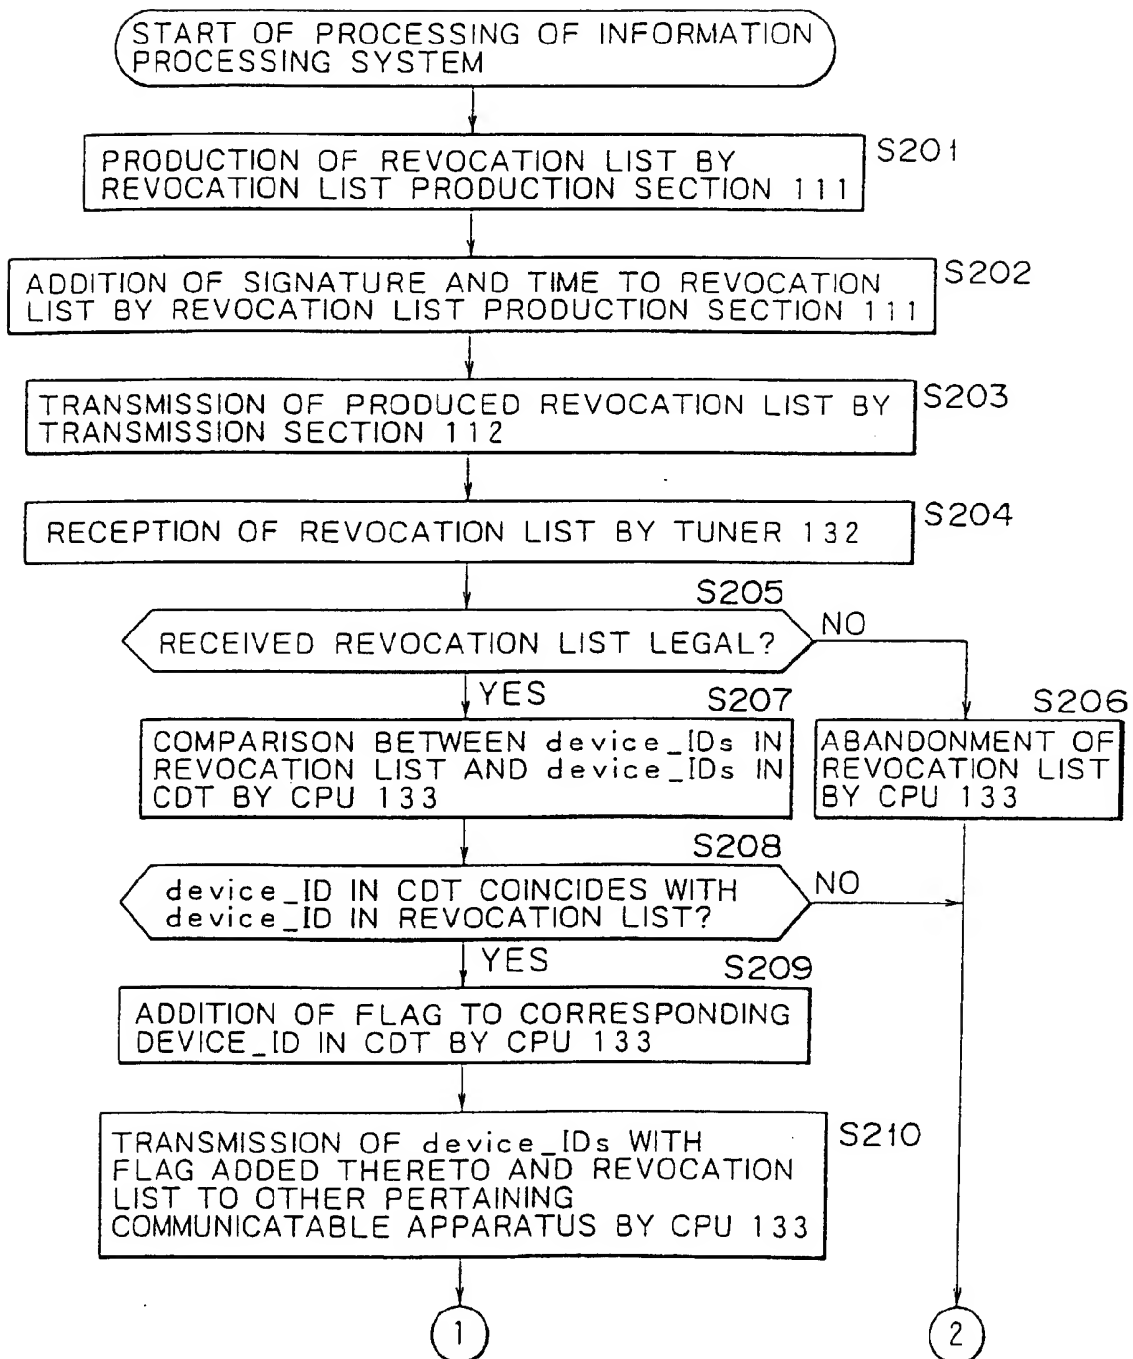 START OF PROCESSING OF INFORMATION
PROCESSING SYSTEM
S201
PRODUCTION OF REVOCATION LIST BY
REVOCATION LIST PRODUCTION SECTION 111
S202
ADDITION OF SIGNATURE AND TIME TO REVOCATION
LIST BY REVOCATION LIST PRODUCTION SECTION 111
S203
TRANSMISSION OF PRODUCED REVOCATION LIST BY
TRANSMISSION SECTION 112
S204
RECEPTION OF REVOCATION LIST BY TUNER 132
S205
RECEIVED REVOCATION LIST LEGAL?
NO
YES
S207
COMPARISON BETWEEN device_IDs IN
REVOCATION LIST AND device_IDs IN
CDT BY CPU 133
S206
ABANDONMENT OF
REVOCATION LIST
BY CPU 133
S208
device_ID IN CDT COINCIDES WITH
device_ID IN REVOCATION LIST?
NO
YES
S209
ADDITION OF FLAG TO CORRESPONDING
DEVICE_ID IN CDT BY CPU 133
S210
TRANSMISSION OF device_IDs WITH
FLAG ADDED THERETO AND REVOCATION
LIST TO OTHER PERTAINING
COMMUNICATABLE APPARATUS BY CPU 133
1
2